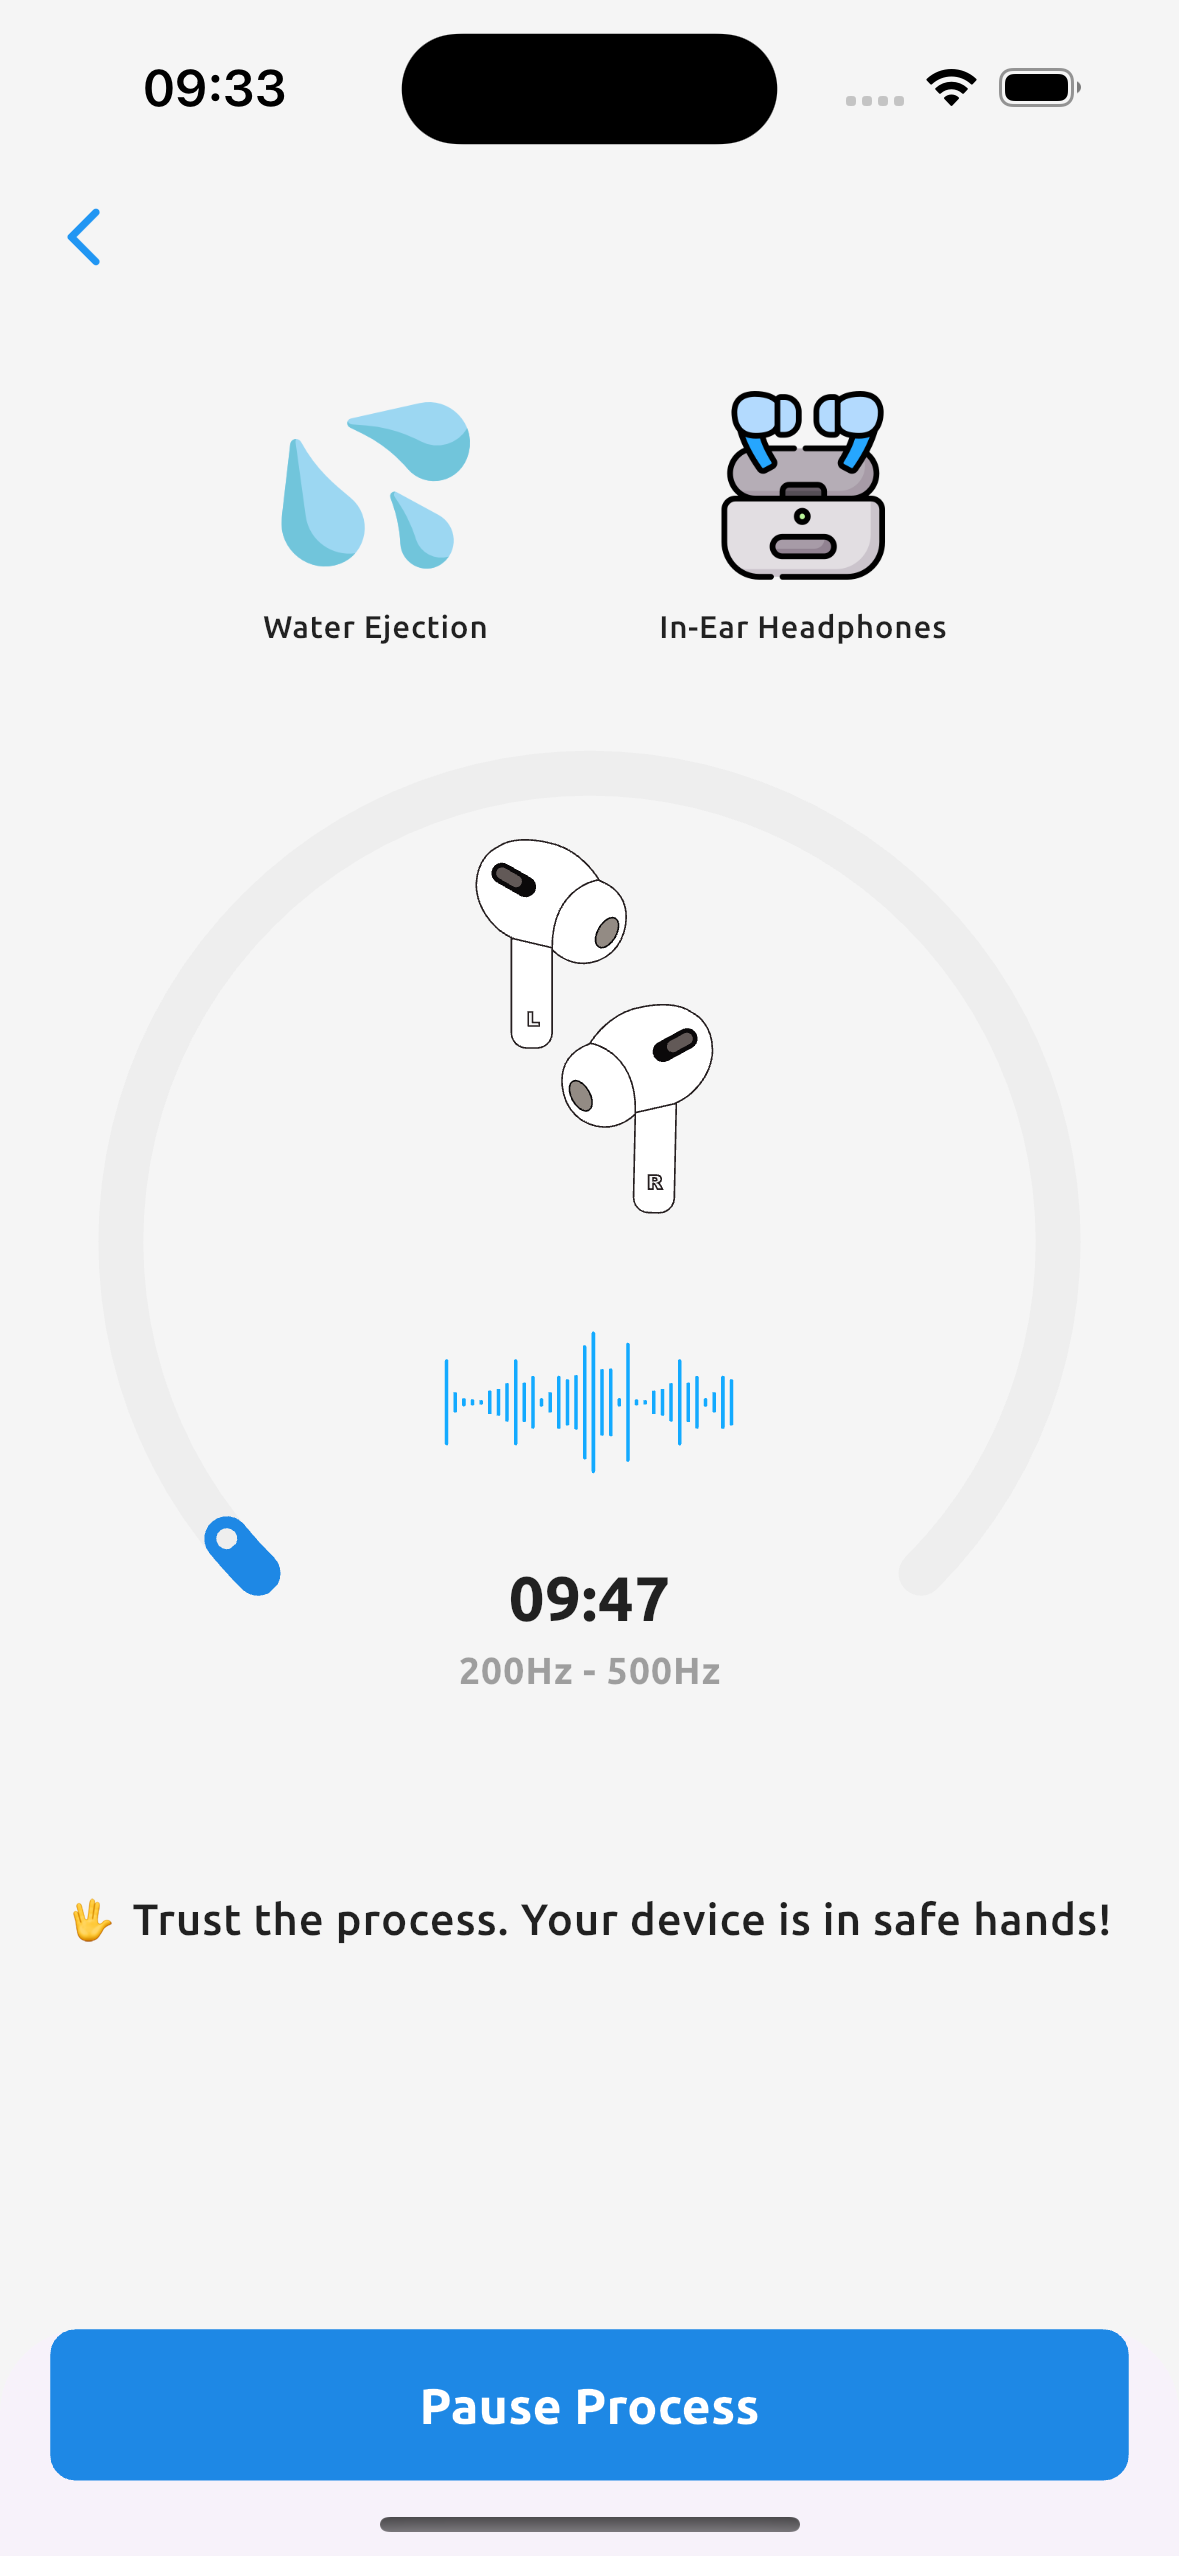 09:33
Water Ejection
In-Ear Headphones
L
R
09:47
200Hz - 500Hz
🖖 Trust the process. Your device is in safe hands!
Pause Process